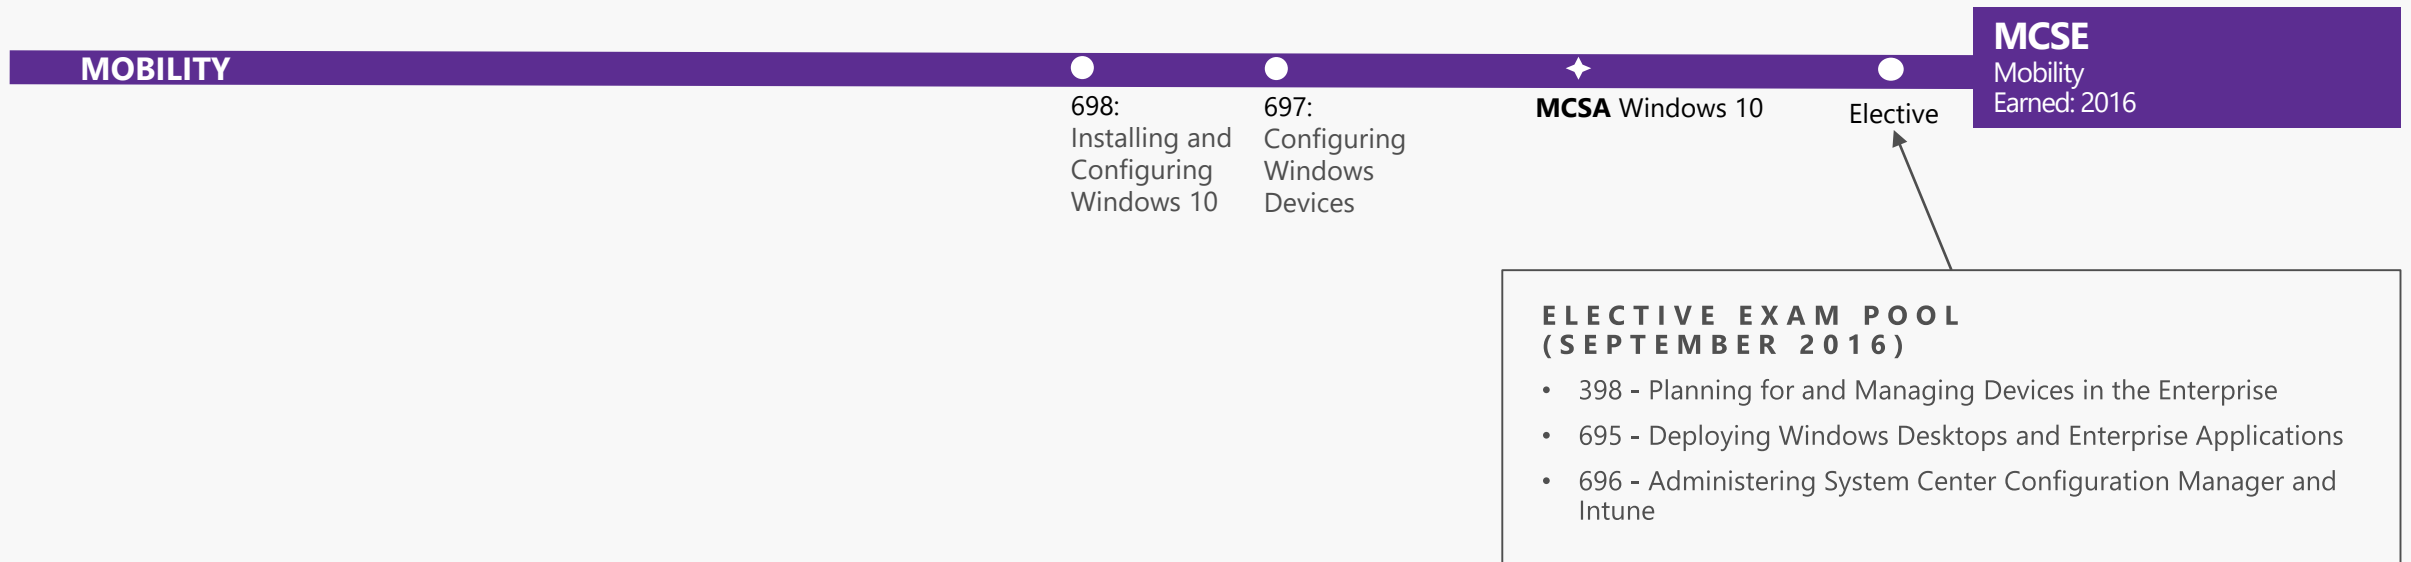 MOBILITY
698:
Installing and
Configuring
Windows 10
697:
Configuring
Windows
Devices
MCSA Windows 10
Elective
MCSE
Mobility
Earned: 2016
ELECTIVE EXAM POOL
(SEPTEMBER 2016)
• 398 - Planning for and Managing Devices in the Enterprise
• 695 - Deploying Windows Desktops and Enterprise Applications
• 696 - Administering System Center Configuration Manager and
Intune